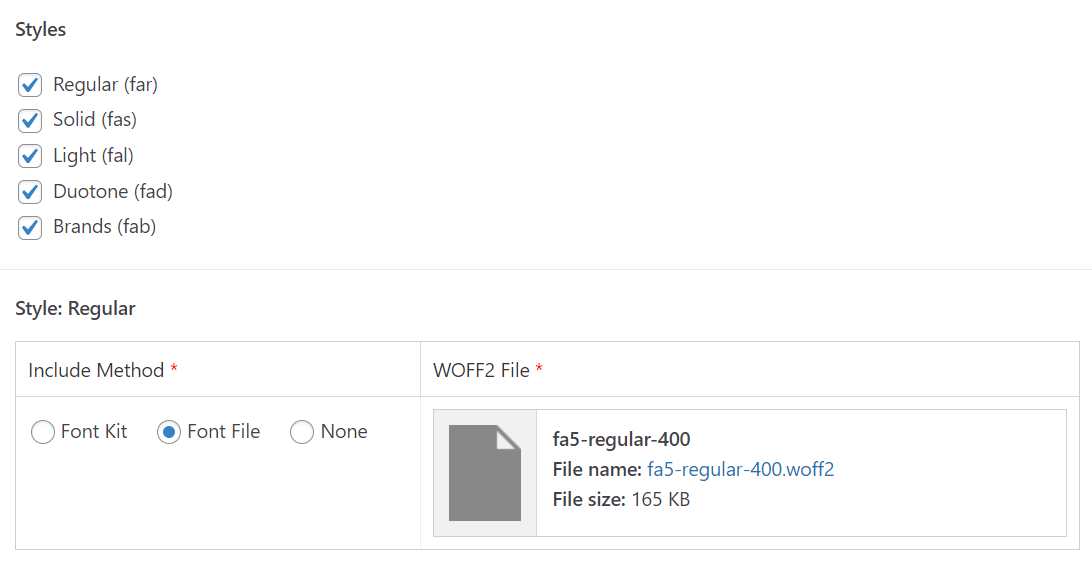 Styles
Regular (far)
Solid (fas)
Light (fal)
Duotone (fad)
Brands (fab)
Style: Regular
Include Method *
WOFF2 File *
Font Kit
Font File
None
fa5-regular-400
File name: fa5-regular-400.woff2
File size: 165 KB